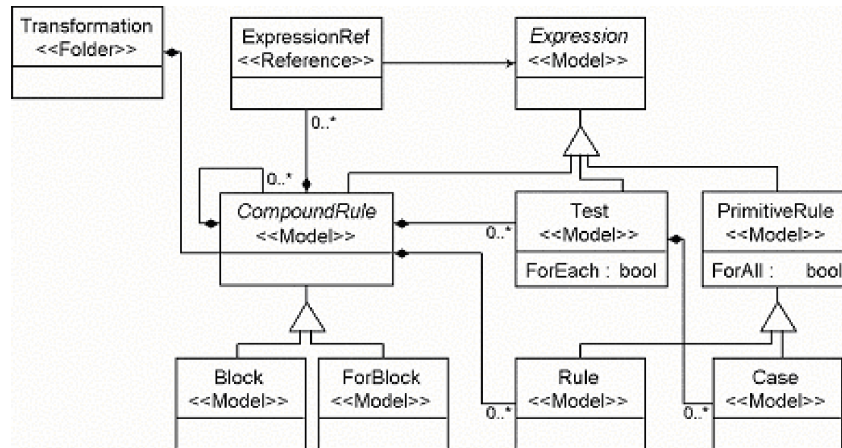 Transformation
<<Folder>>
ExpressionRef
<<Reference>>
Expression
<<Model>>
0..*
0..*
CompoundRule
<<Model>>
Test
<<Model>>
0..*
ForEach : bool
PrimitiveRule
<<Model>>
ForAll : bool
Block
<<Model>>
ForBlock
<<Model>>
Rule
<<Model>>
0..*
Case
<<Model>>
0..*